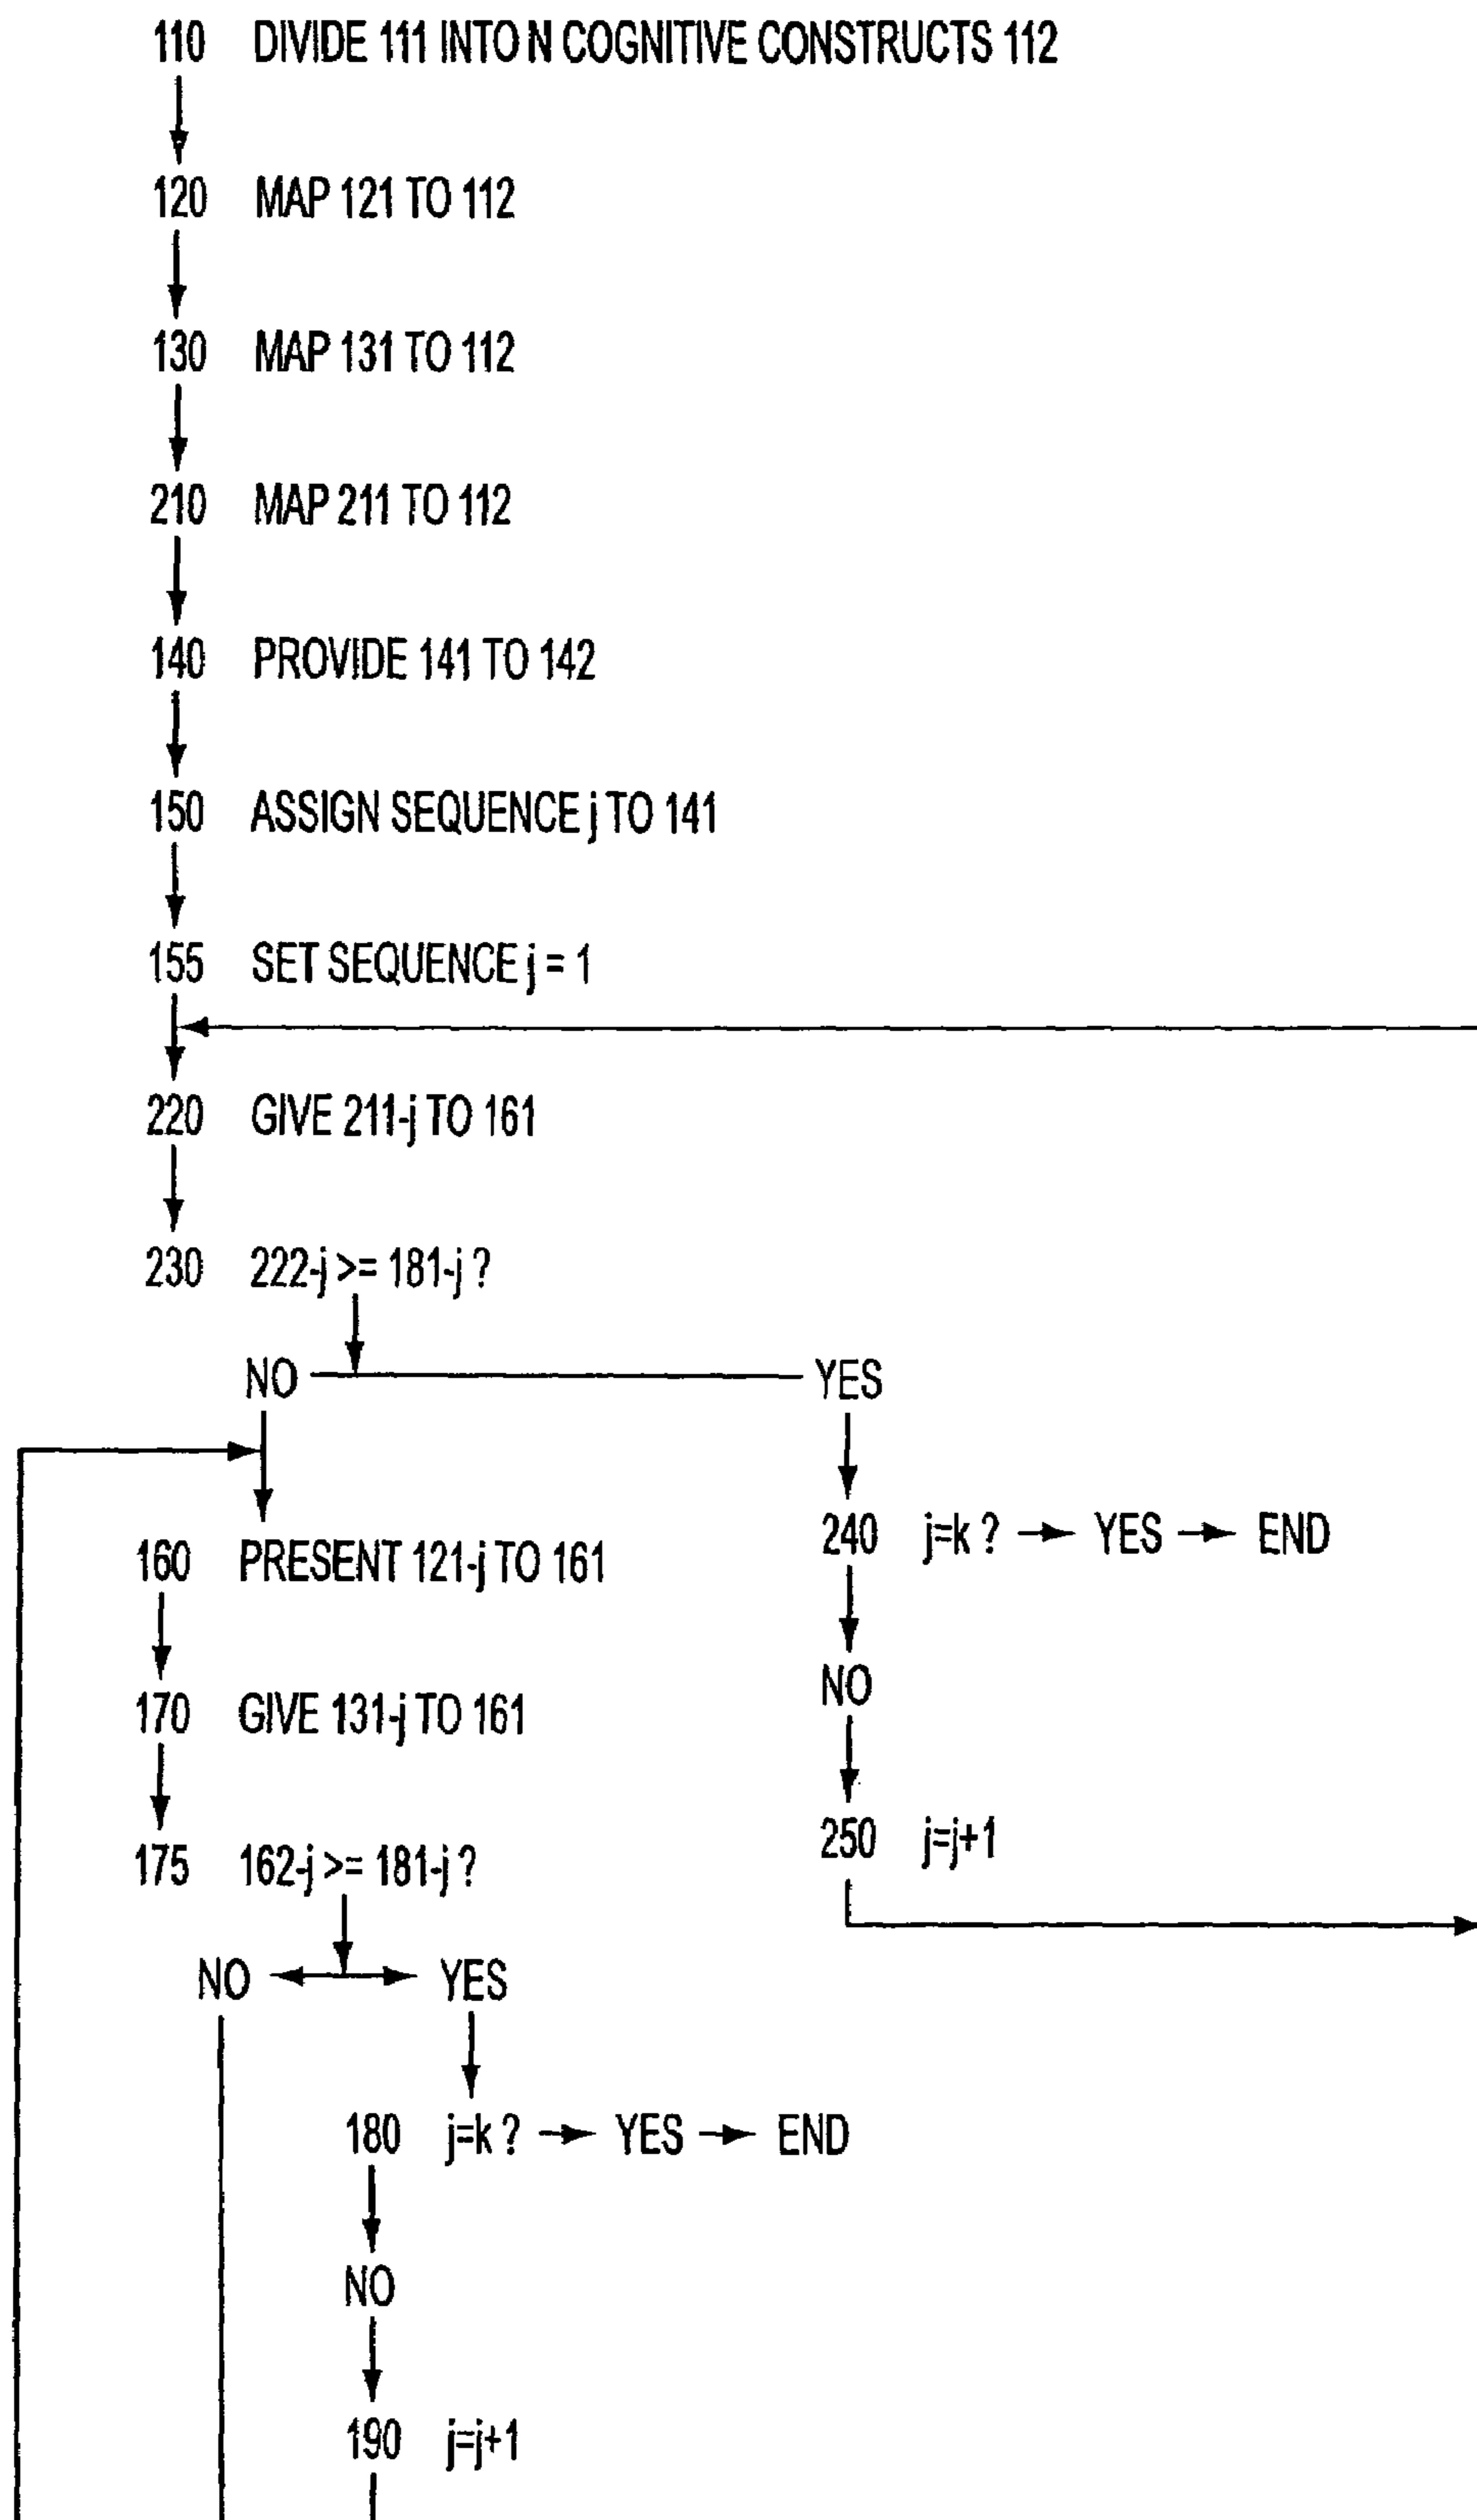 110 DIVIDE 111 INTO N COGNITIVE CONSTRUCTS 112
120 MAP 121 TO 112
130 MAP 131 TO 112
210 MAP 211 TO 112
140 PROVIDE 141 TO 142
150 ASSIGN SEQUENCE j TO 141
155 SET SEQUENCE j = 1
220 GIVE 211-j TO 161
230 222-j >= 181-j ?
NO YES
240 j=k ? YES END
160 PRESENT 121-j TO 161
NO
170 GIVE 131-j TO 161
250 j=j+1
175 162-j >= 181-j ?
NO YES
180 j=k ? YES END
NO
190 j=j+1